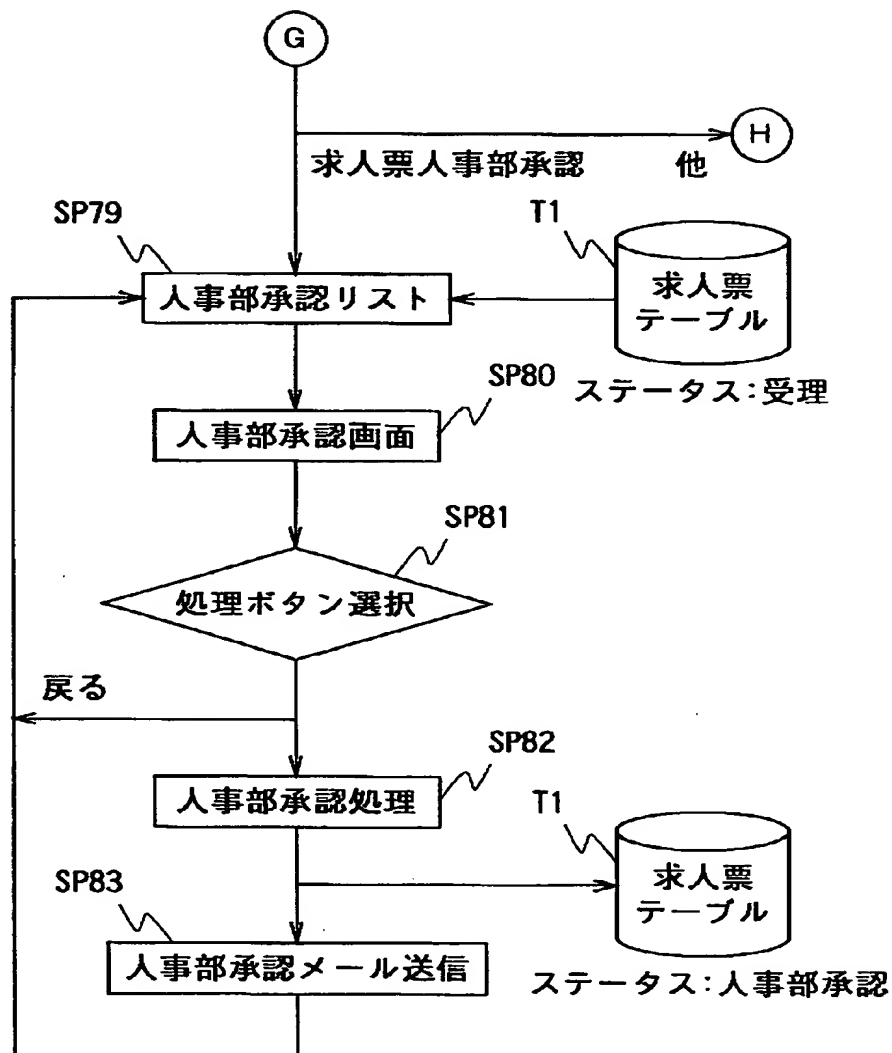 G
H
求人票人事部承認 他
SP79
T1
人事部承認リスト
求人票
テーブル
SP80
ステータス:受理
人事部承認画面
SP81
処理ボタン選択
戻る
SP82
人事部承認処理
T1
求人票
テーブル
SP83
人事部承認メール送信
ステータス:人事部承認